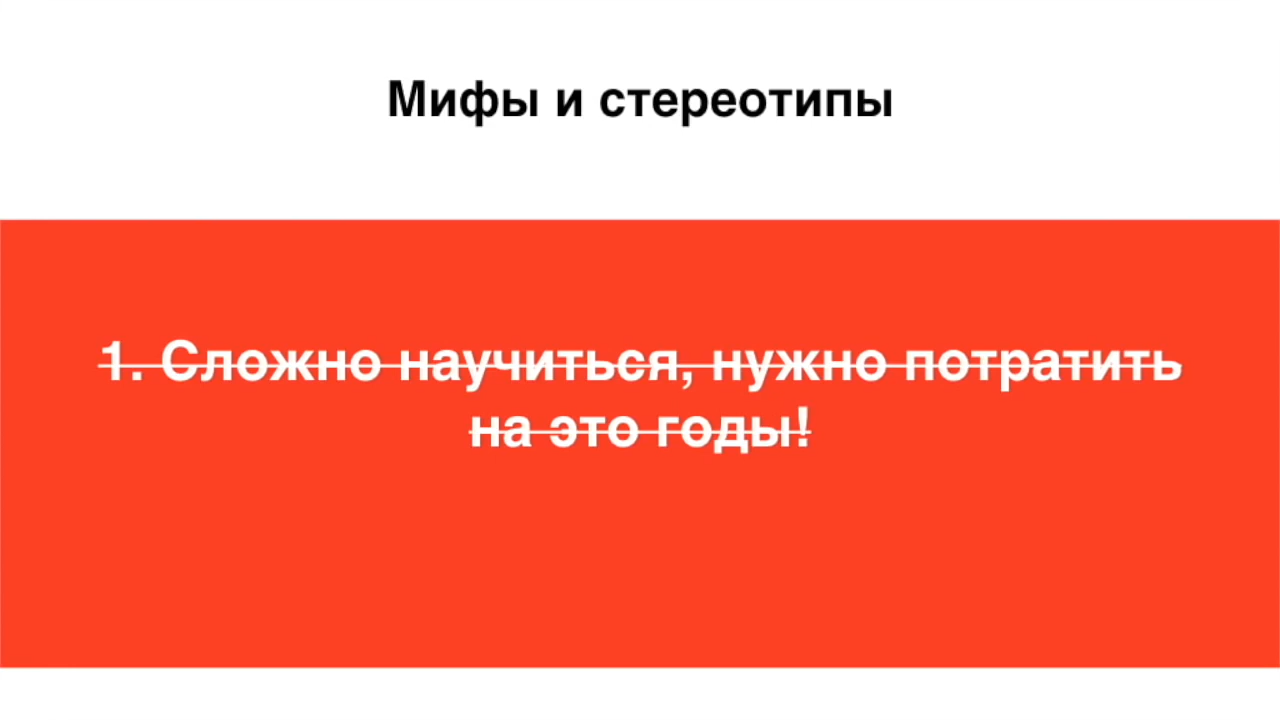 Мифы и стереотипы
1. Сложно научиться, нужно потратить
на это годы!